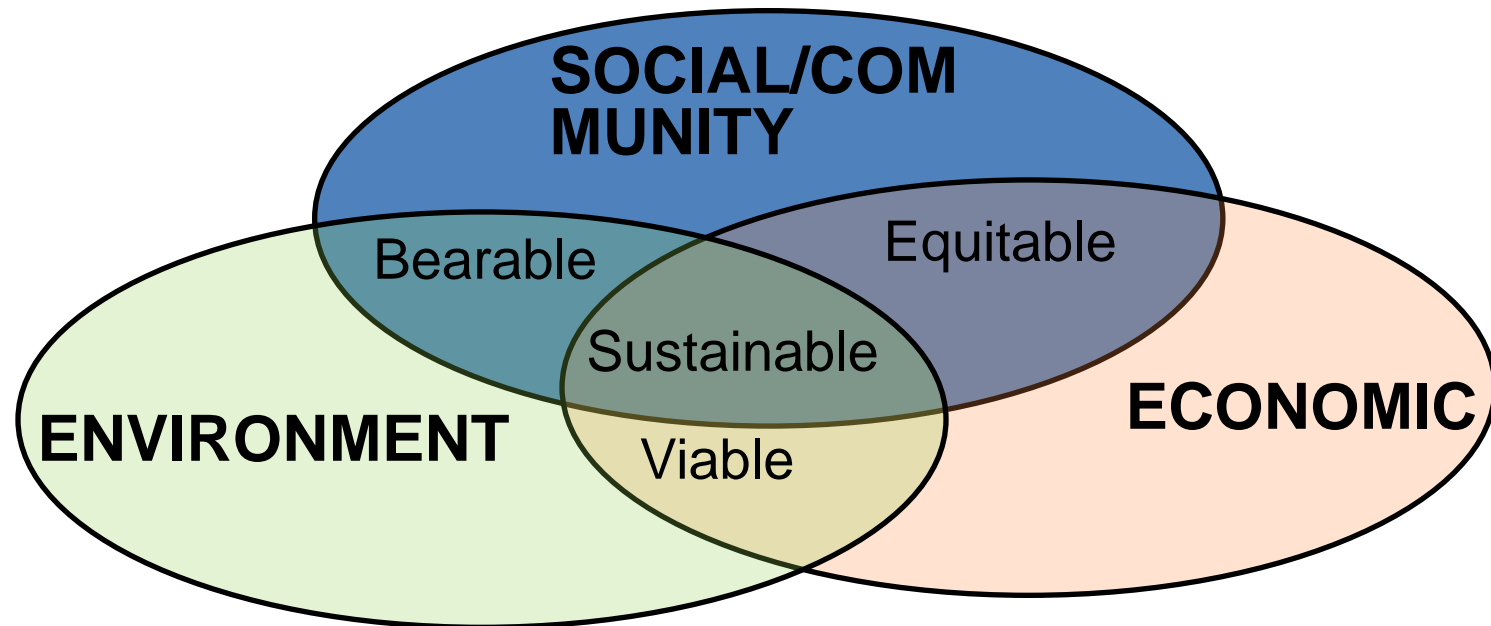 SOCIAL/COM
MUNITY
Equitable
Bearable
Sustainable
ECONOMIC
ENVIRONMENT
Viable